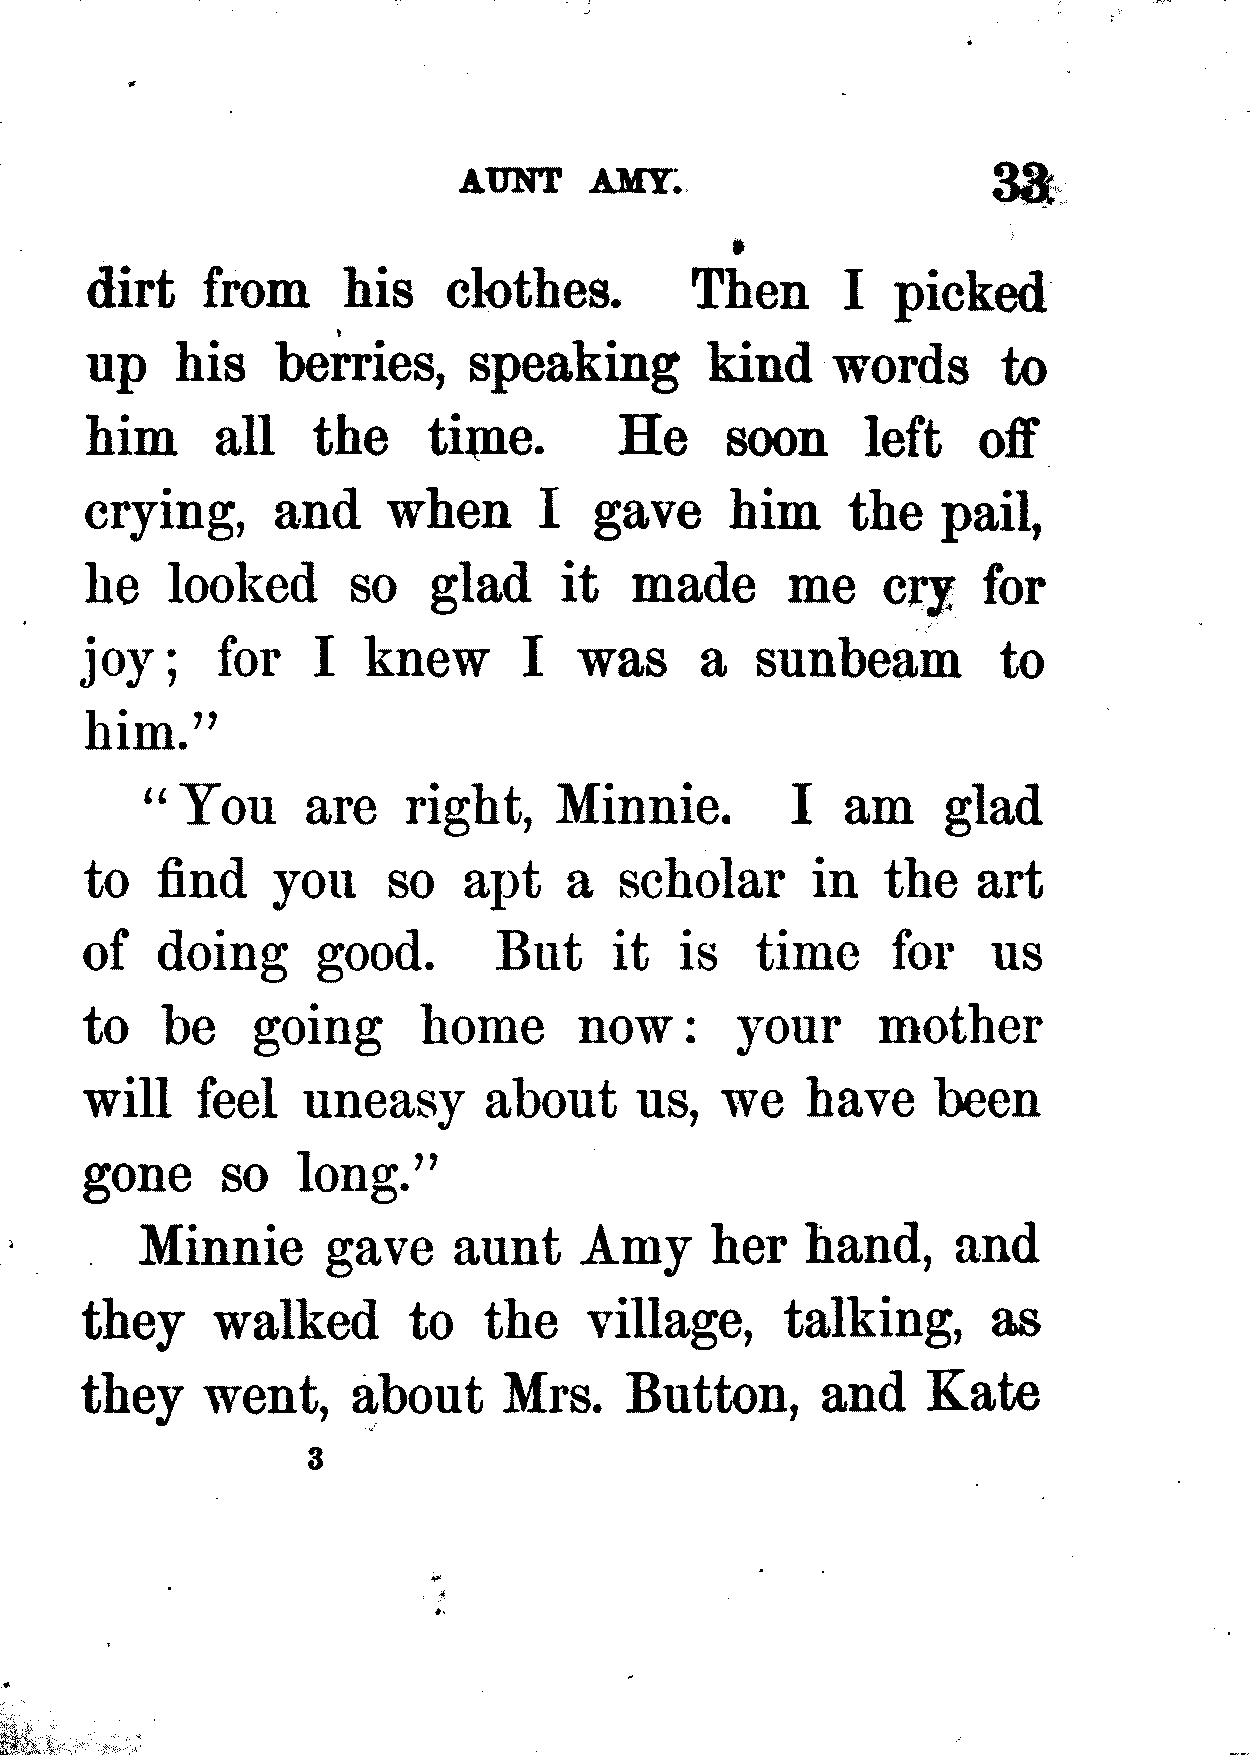 AUNT AMY. 33
dirt from his clothes. Then I picked
up his berries, speaking kind words to
him all the time. He soon left off
crying, and when I gave him the pail,
he looked so glad it made me cry for
joy; for I knew I was a sunbeam to
him."
"You are right, Minnie. I am glad
to find you so apt a scholar in the art
of doing good. But it is time for us
to be going home now: your mother
will feel uneasy about us, we have been
gone so long."
Minnie gave aunt Amy her hand, and
they walked to the village, talking, as
they went, about Mrs. Button, and Kate
3